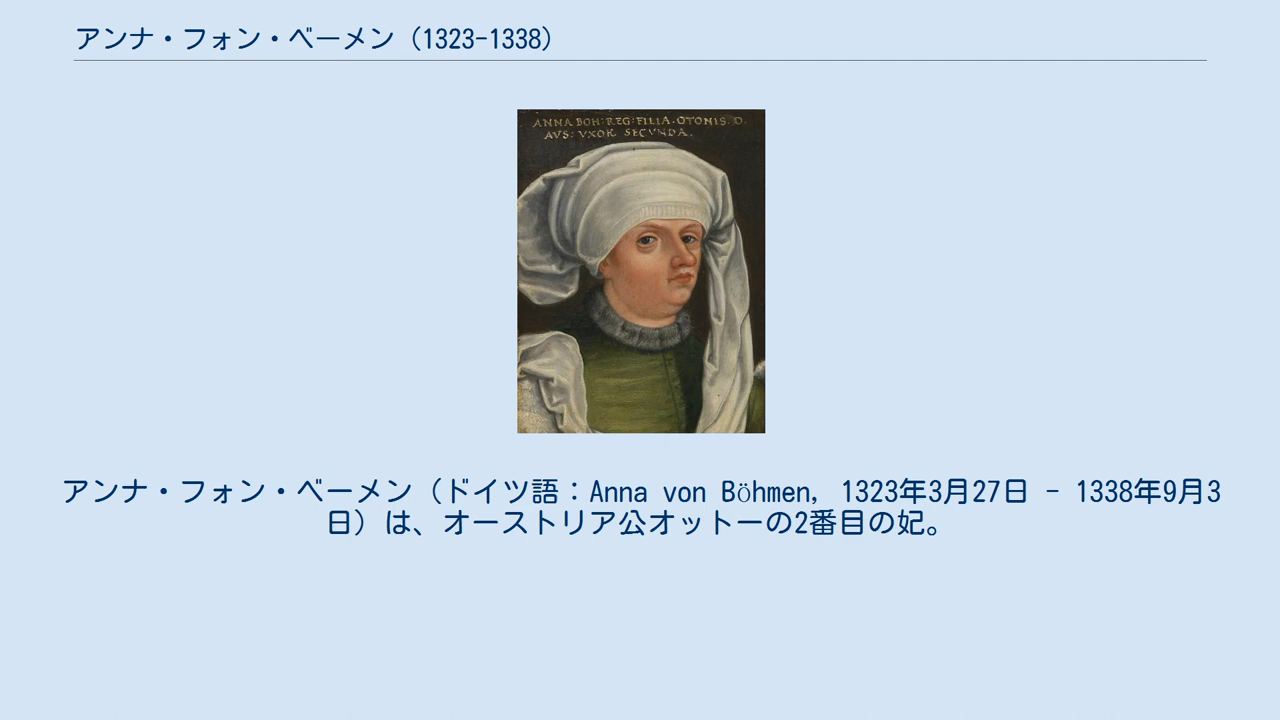 アンナ・フォン・ベーメン（1323-1338）
ANNA BOH: REG: FILIA. OTONIS. D.
AVS: VXOR SECVNDA.
アンナ・フォン・ベーメン（ドイツ語：Anna von Böhmen, 1323年3月27日 - 1338年9月3
日）は、オーストリア公オットーの2番目の妃。